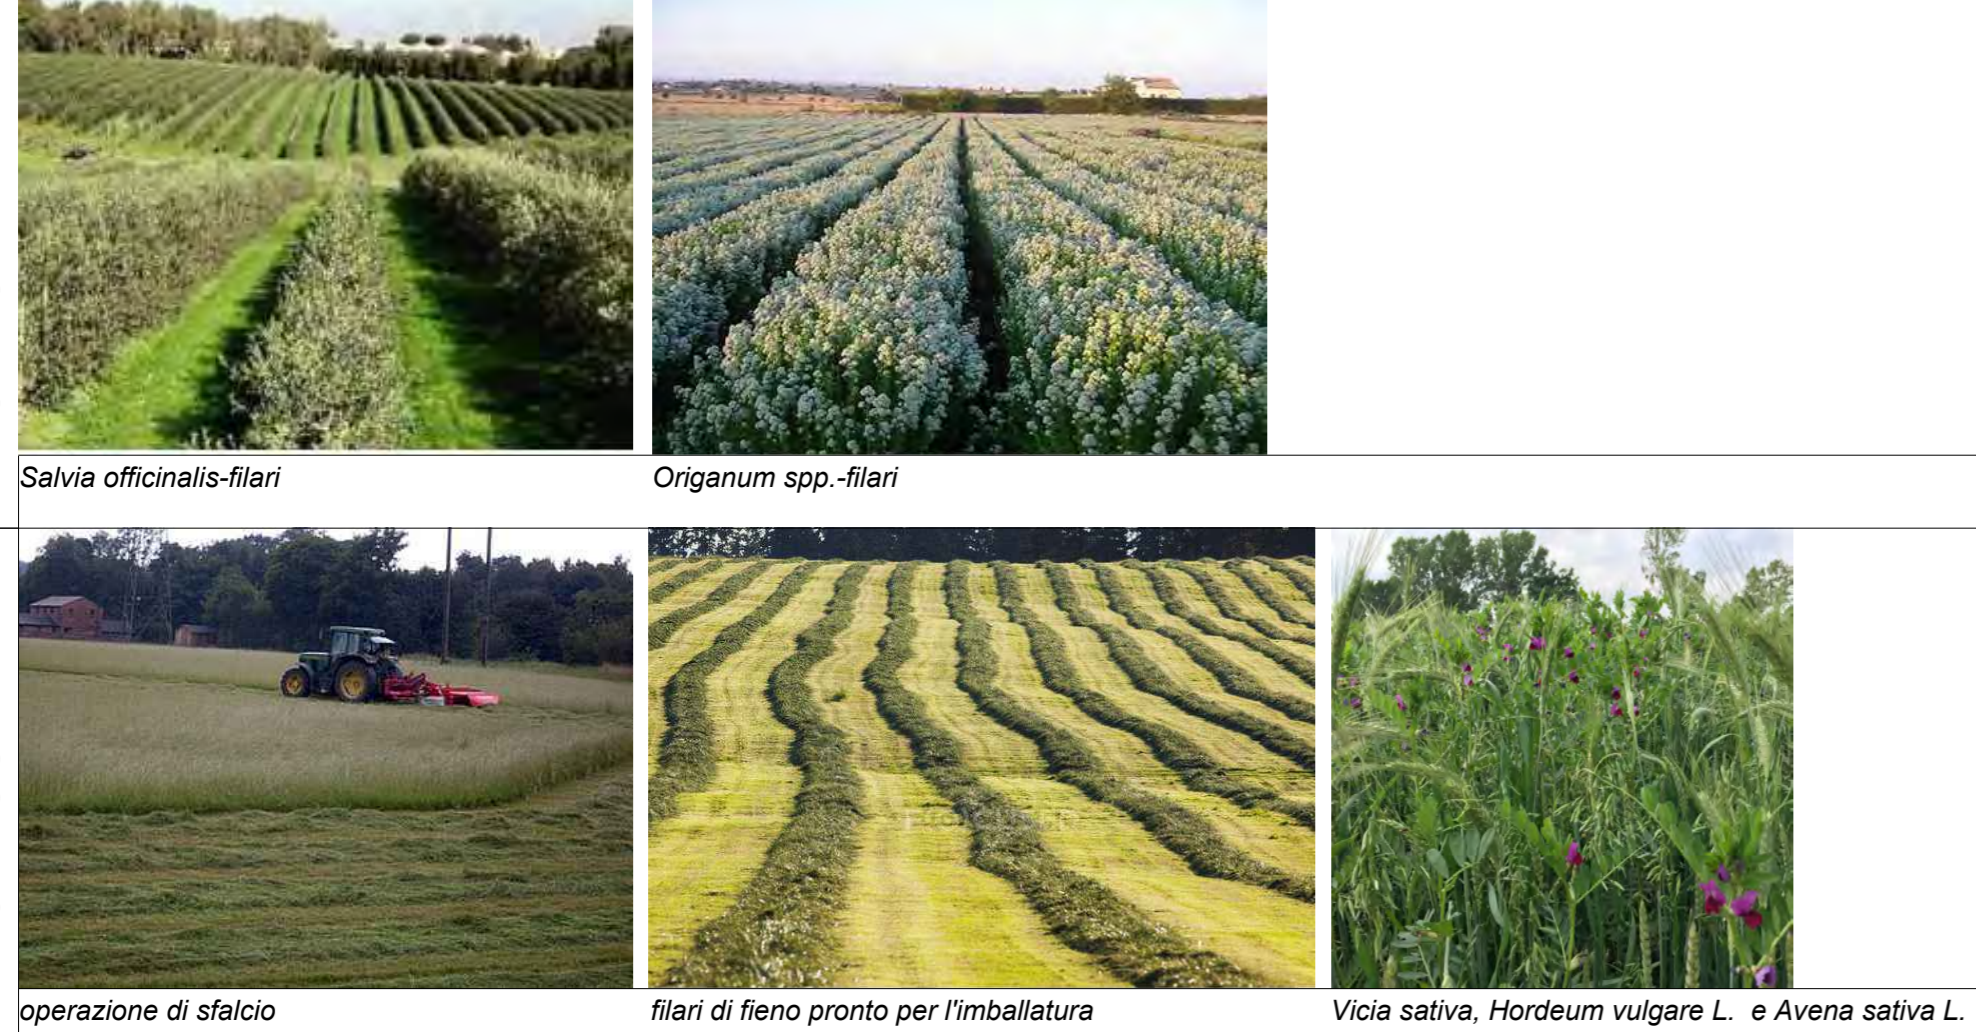 Salvia officinalis-filari
Origanum spp.-filari
operazione di sfalcio
filari di fieno pronto per l'imballatura
Vicia sativa, Hordeum vulgare L. e Avena sativa L.